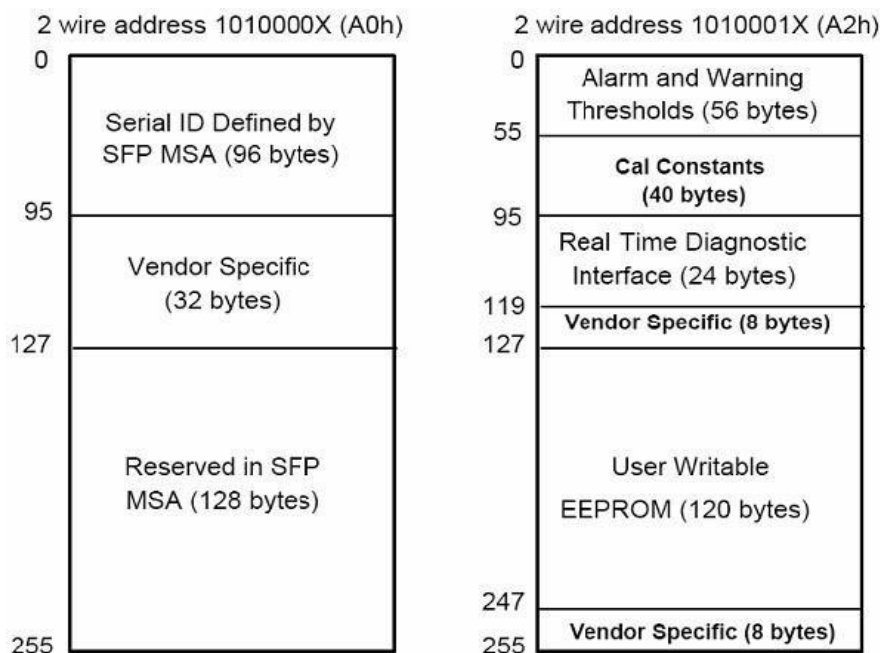 2 wire address 1010000X (A0h)
0
Serial ID Defined by
SFP MSA (96 bytes)
95
Vendor Specific
(32 bytes)
127
Reserved in SFP
MSA (128 bytes)
255
2 wire address 1010001X (A2h)
0
Alarm and Warning
Thresholds (56 bytes)
55
Cal Constants
(40 bytes)
95
Real Time Diagnostic
Interface (24 bytes)
119
Vendor Specific (8 bytes)
127
User Writable
EEPROM (120 bytes)
247
Vendor Specific (8 bytes)
255